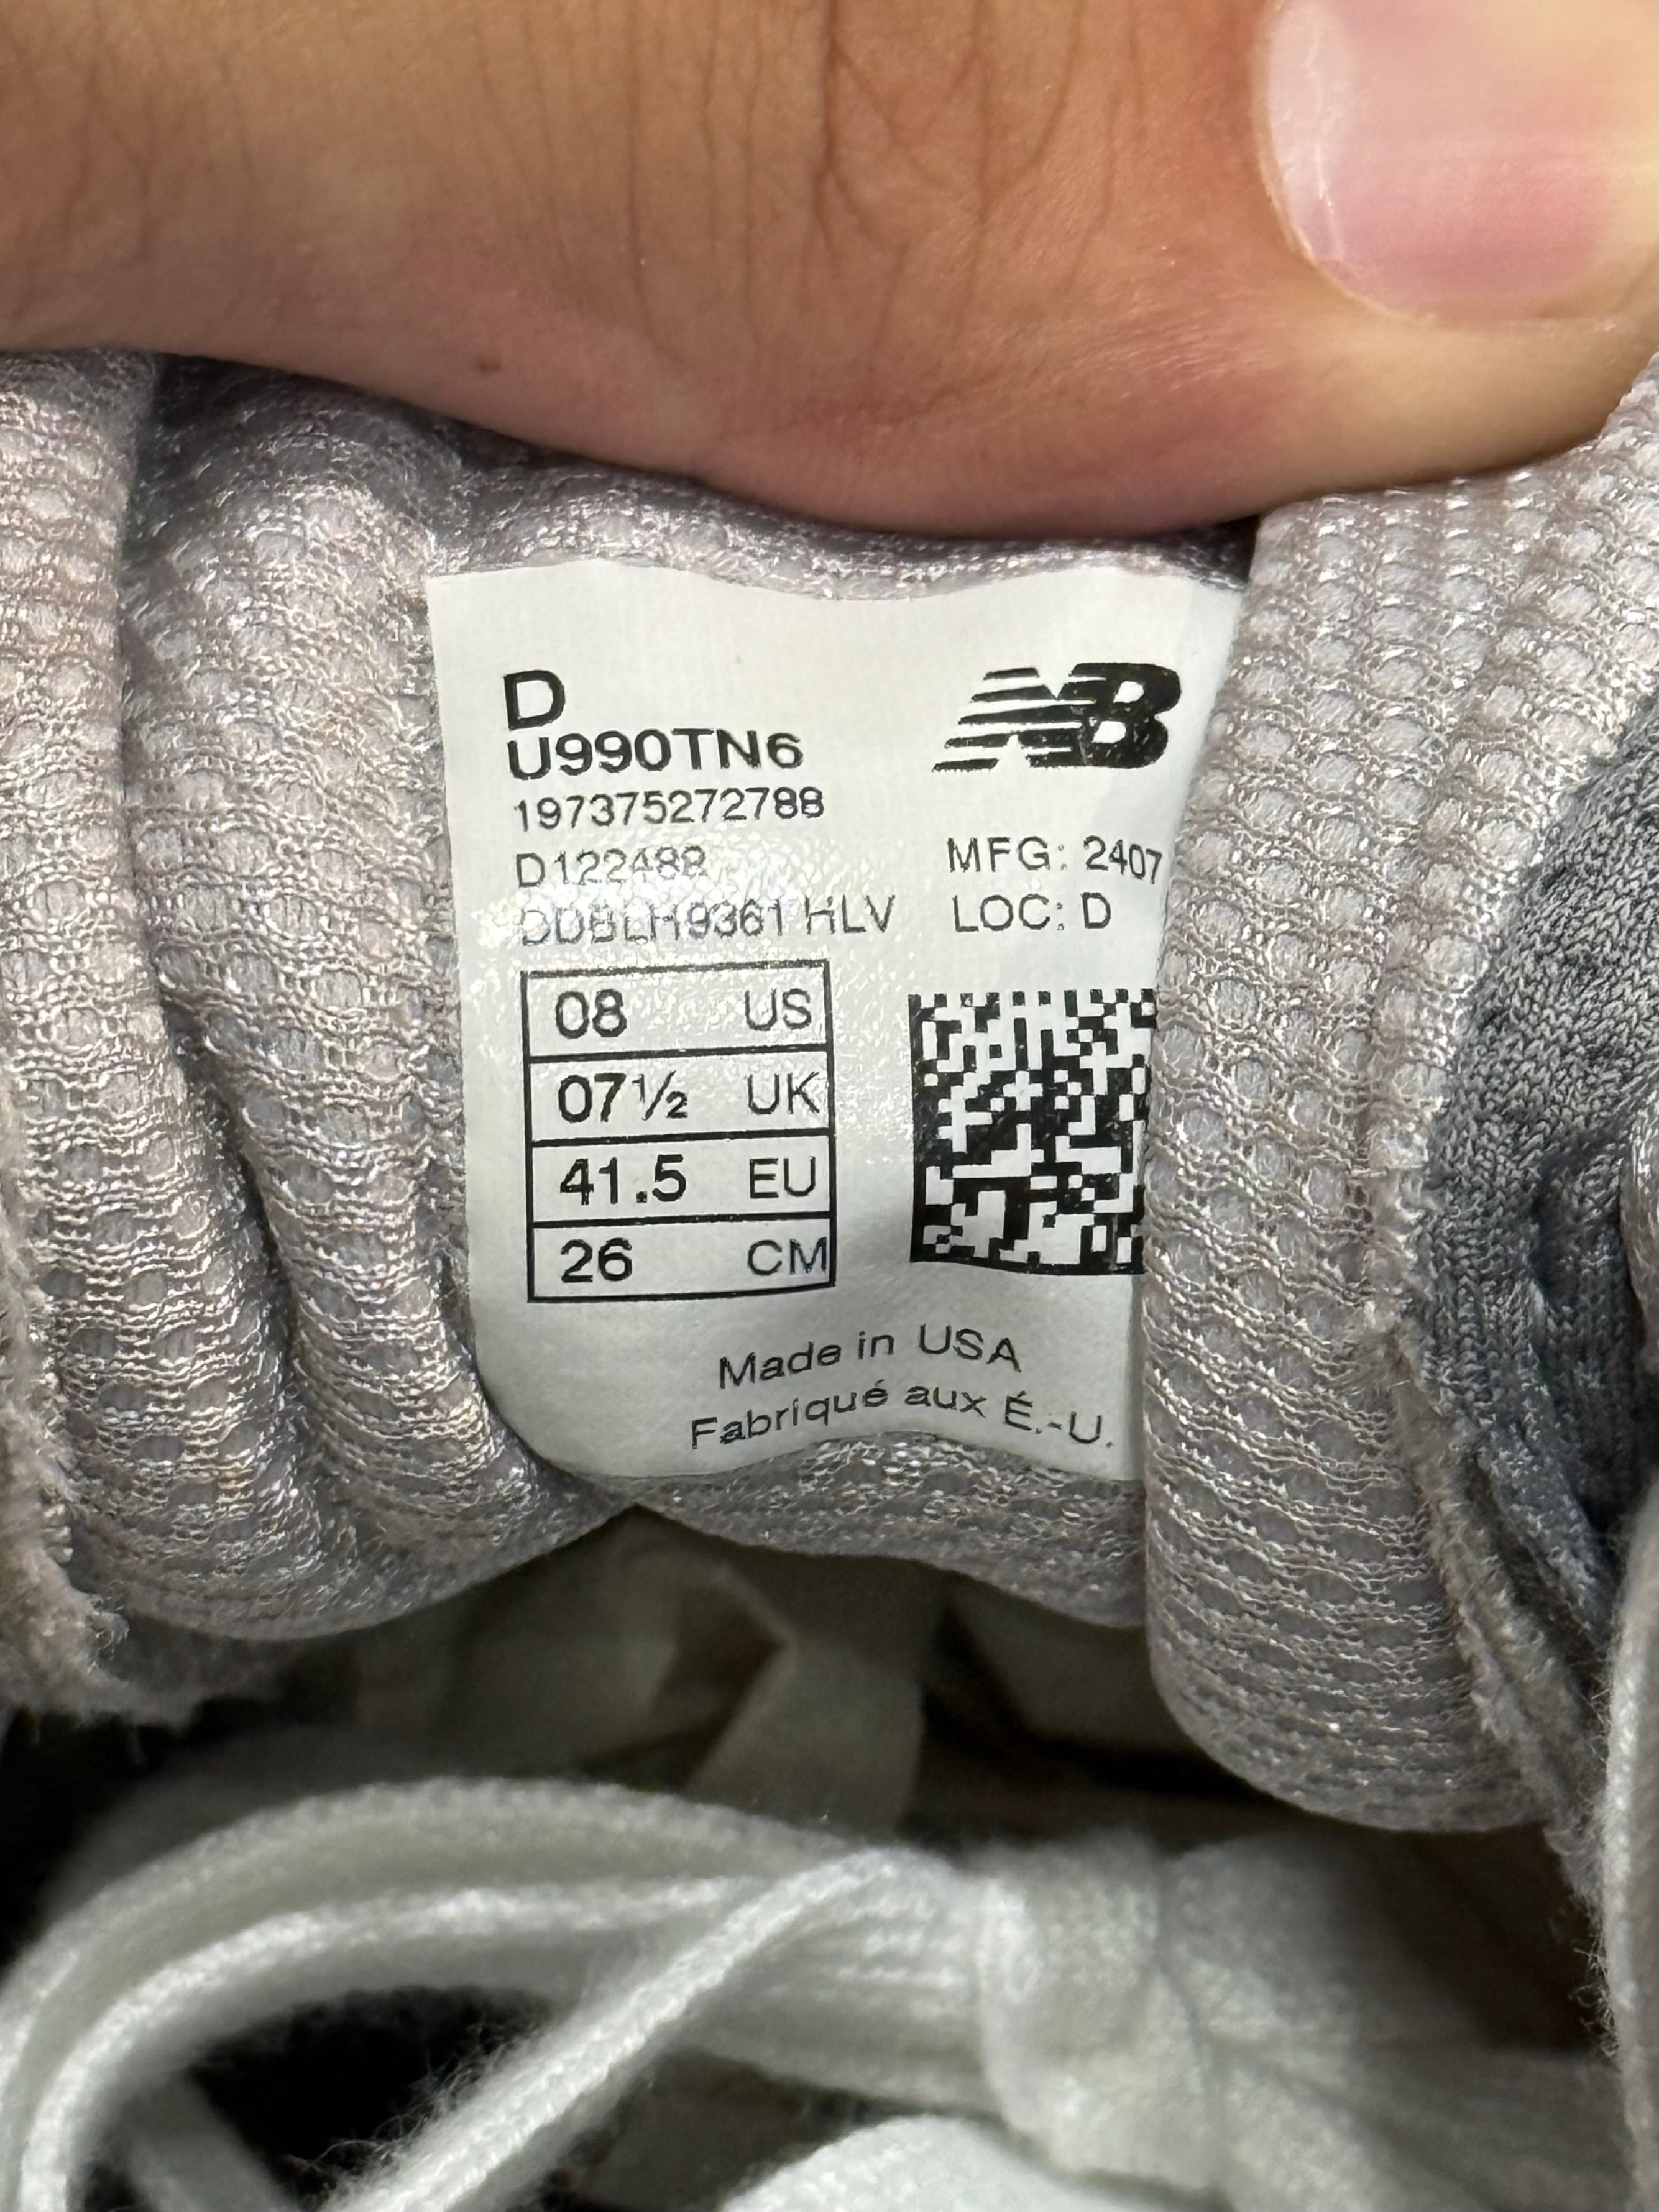 D
U990TN6
NB
197375272788
D122488
MFG: 2407
HLV
LOC: D
08 US
07½ UK
41.5 EU
26 CM
Made in USA
Fabriqué aux É.-U.